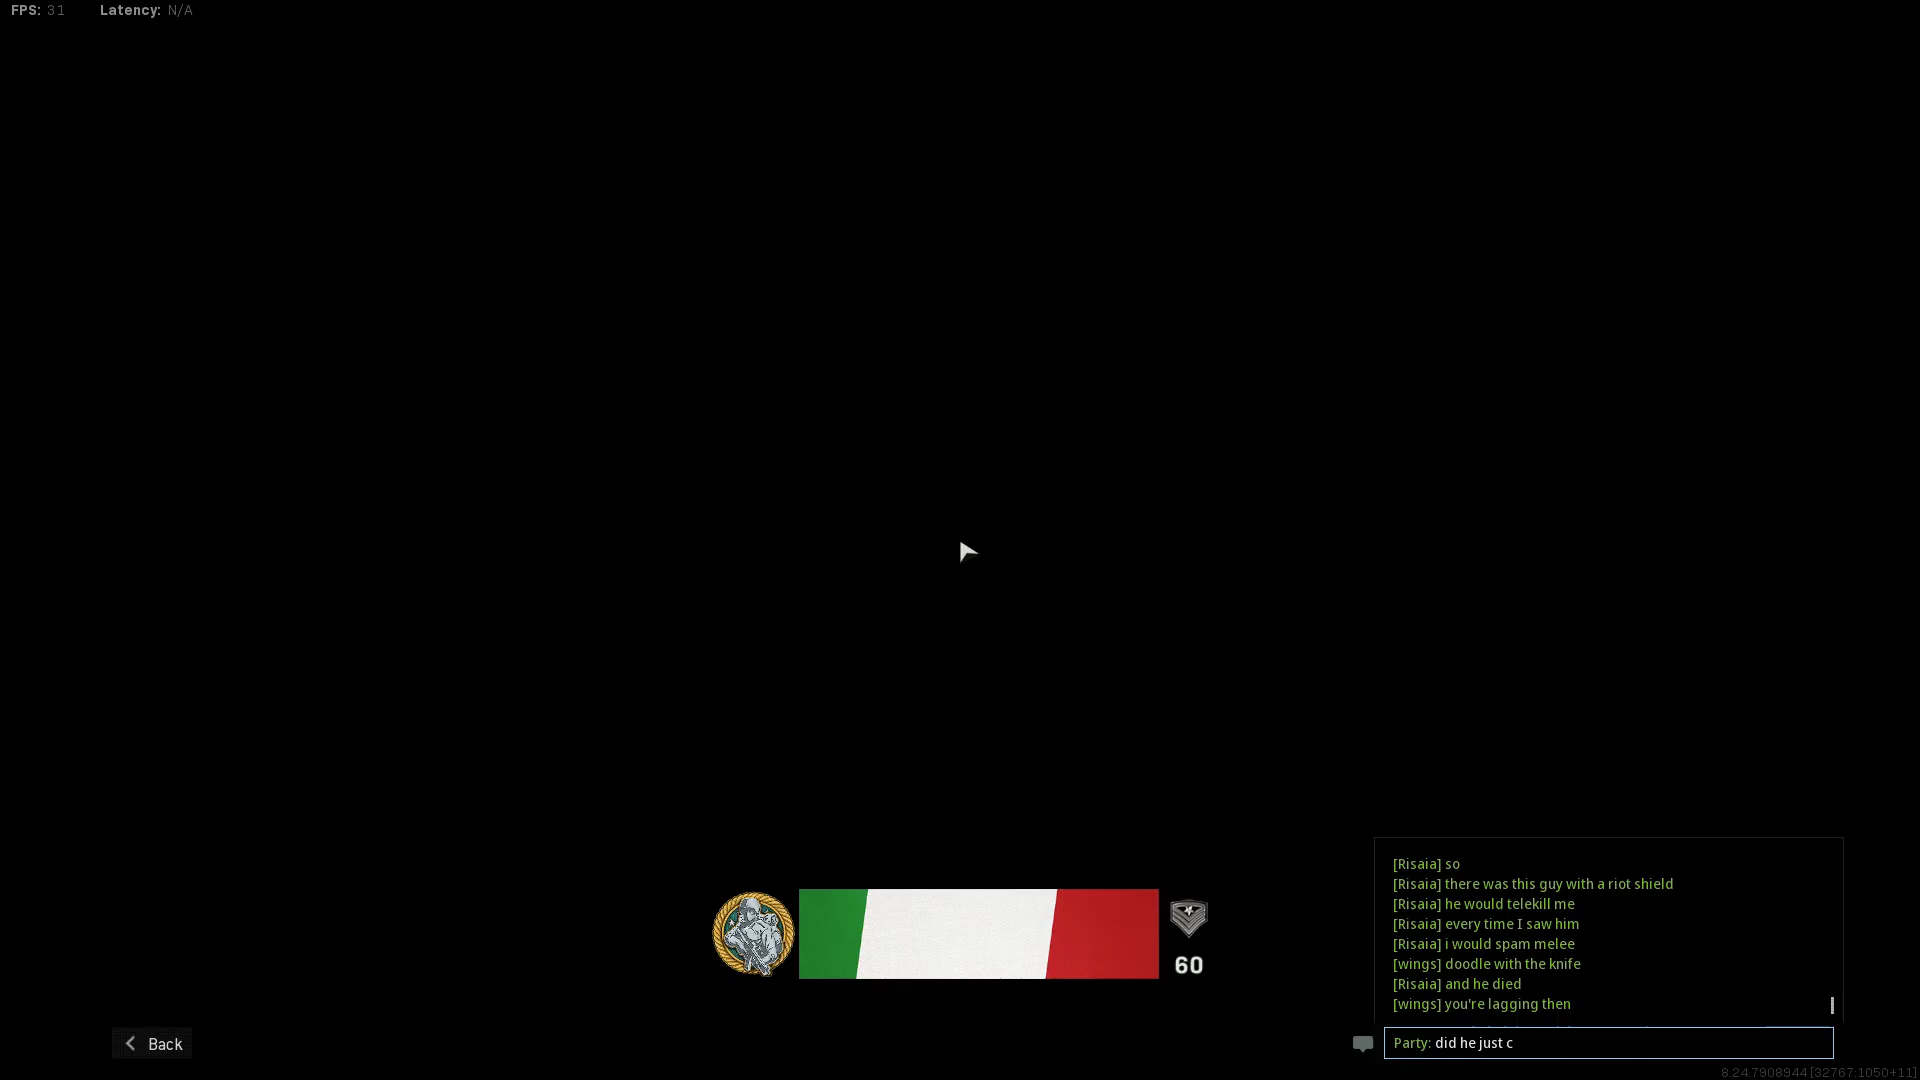 FPS: 31 Latency: N/A
[Risaia] so
[Risaia] there was this guy with a riot shield
[Risaia] he would telekill me
[Risaia] every time I saw him
[Risaia] i would spam melee
[wings] doodle with the knife
[Risaia] and he died
[wings] you're lagging then
60
Back
Party: did he just c
8.24.7908944 [32767:1050+11]